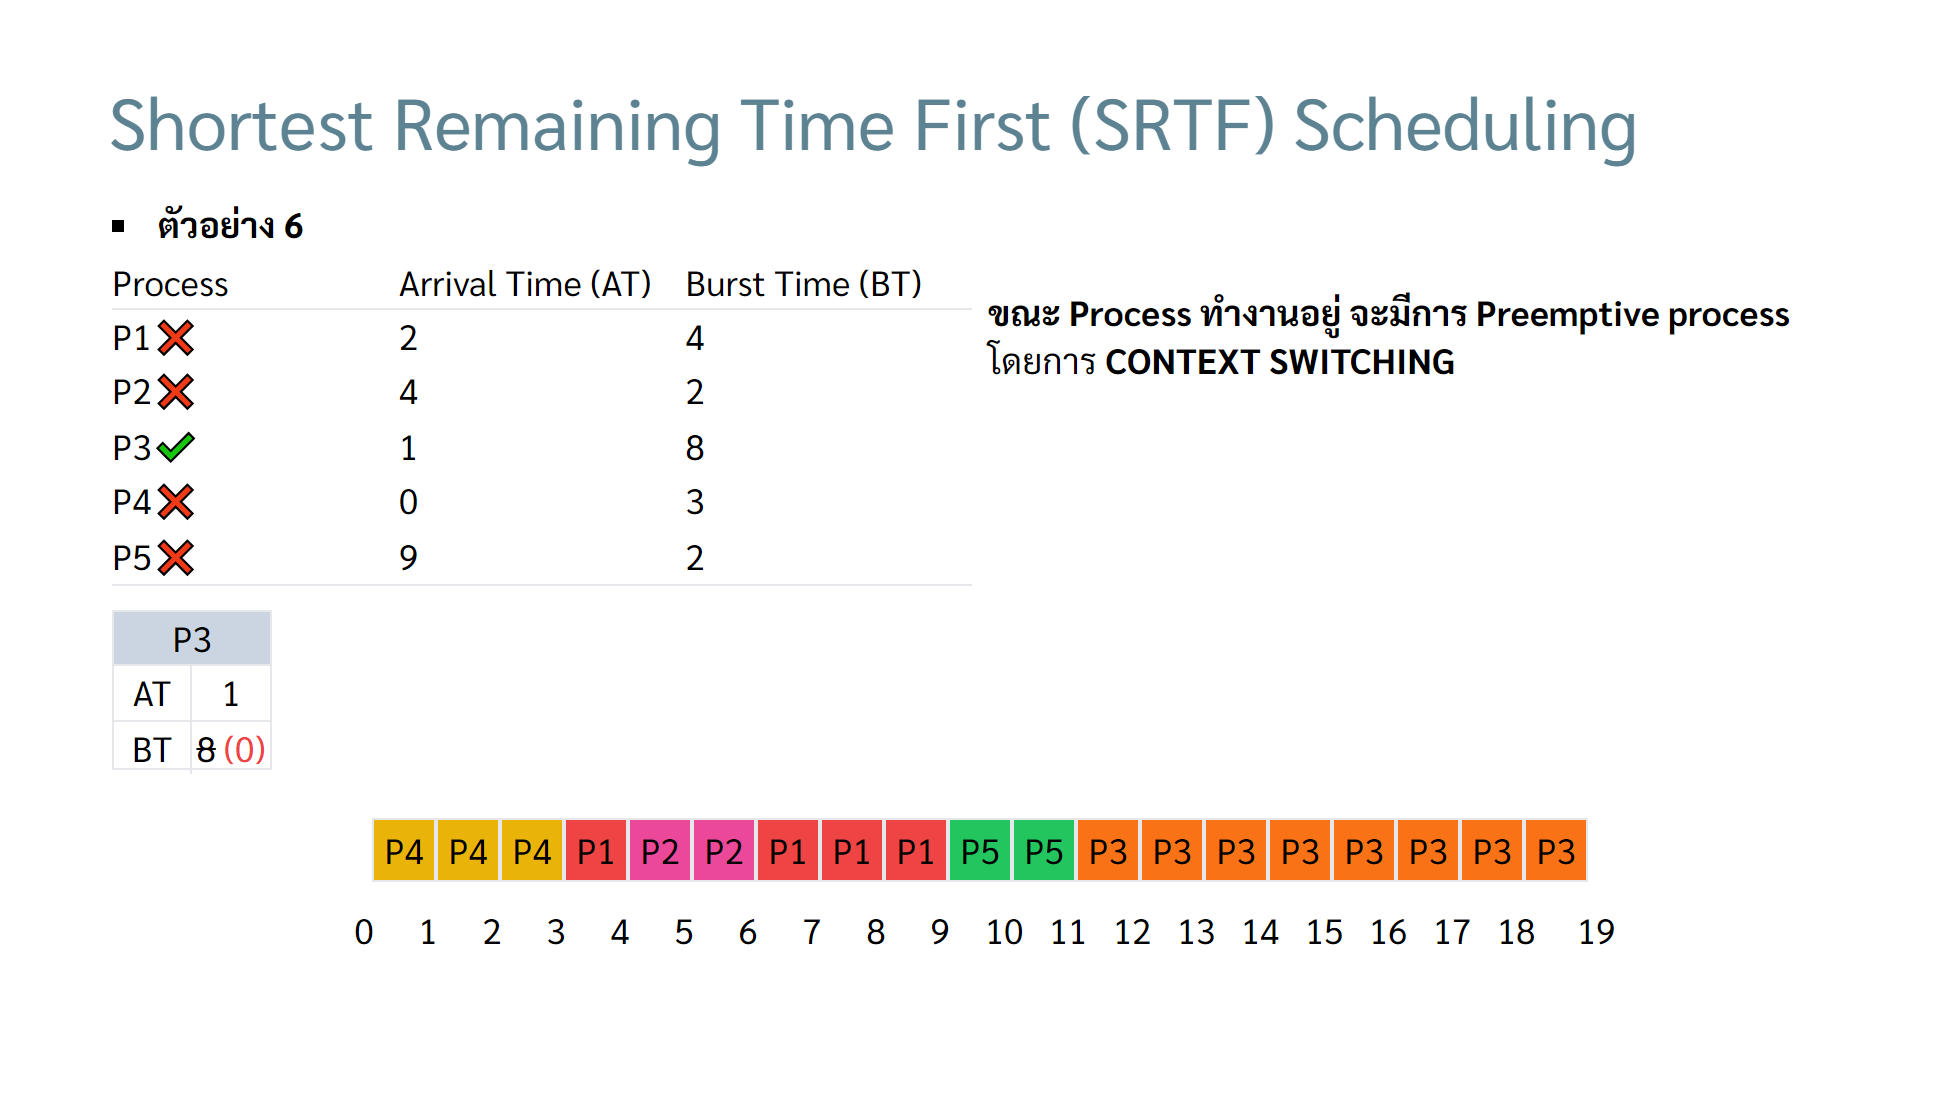 Shortest Remaining Time First (SRTF) Scheduling
▪ ตัวอย่าง 6
Process Arrival Time (AT) Burst Time (BT)
P1 2 4
P2 4 2
P3 1 8
P4 0 3
P5 9 2
ขณะ Process ทำงานอยู่ จะมีการ Preemptive process
โดยการ CONTEXT SWITCHING
P3
AT 1
BT 8 (0)
P4 P4 P4 P1 P2 P2 P1 P1 P1 P5 P5 P3 P3 P3 P3 P3 P3 P3 P3
0 1 2 3 4 5 6 7 8 9 10 11 12 13 14 15 16 17 18 19